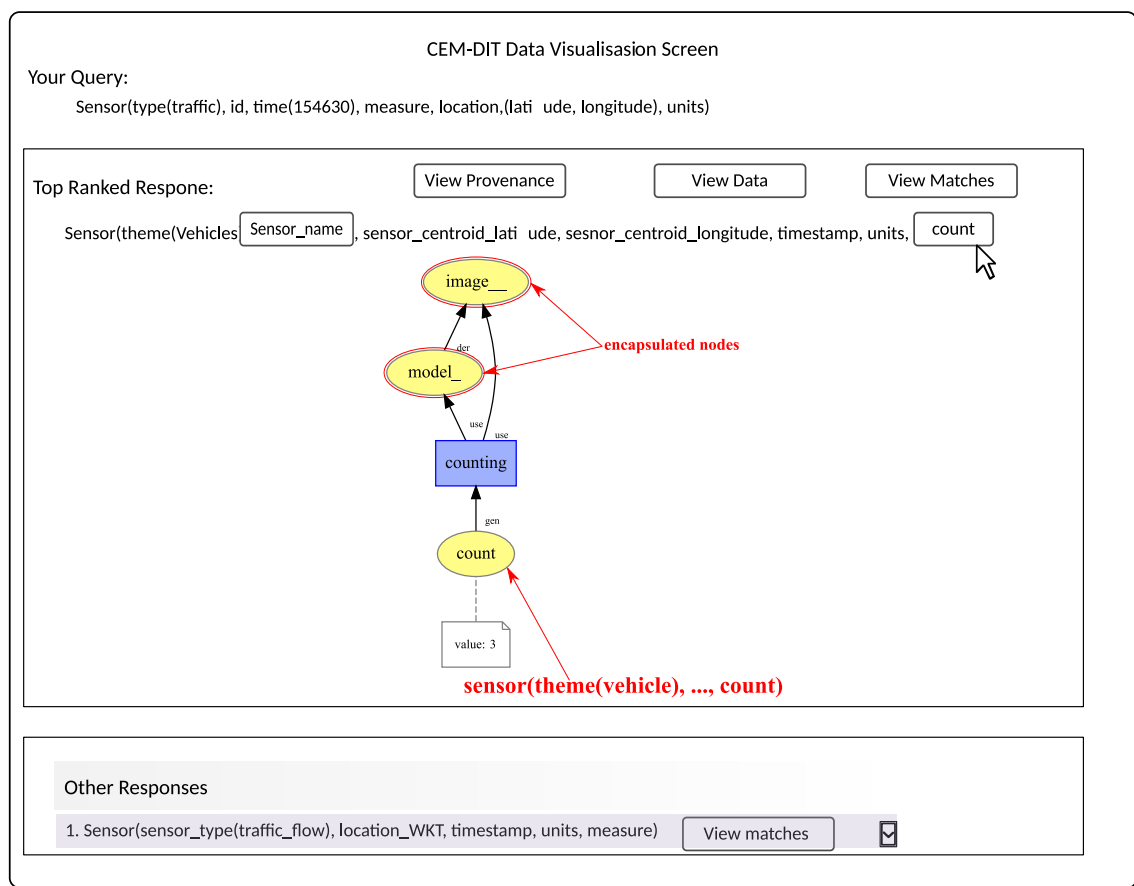 CEM-DIT Data Visualisasion Screen
Your Query:
Sensor(type(traffic), id, time(154630), measure, location,(lati ude, longitude), units)
View Provenance View Data View Matches
Top Ranked Respone:
Sensor(theme(Vehicles) Sensor_name , sensor_centroid_lati ude, sesnor_centroid_longitude, timestamp, units, count
image__
encapsulated nodes
der
model_
use
use
counting
gen
count
value: 3
sensor(theme(vehicle), ..., count)
Other Responses
1. Sensor(sensor_type(traffic_flow), location_WKT, timestamp, units, measure) View matches